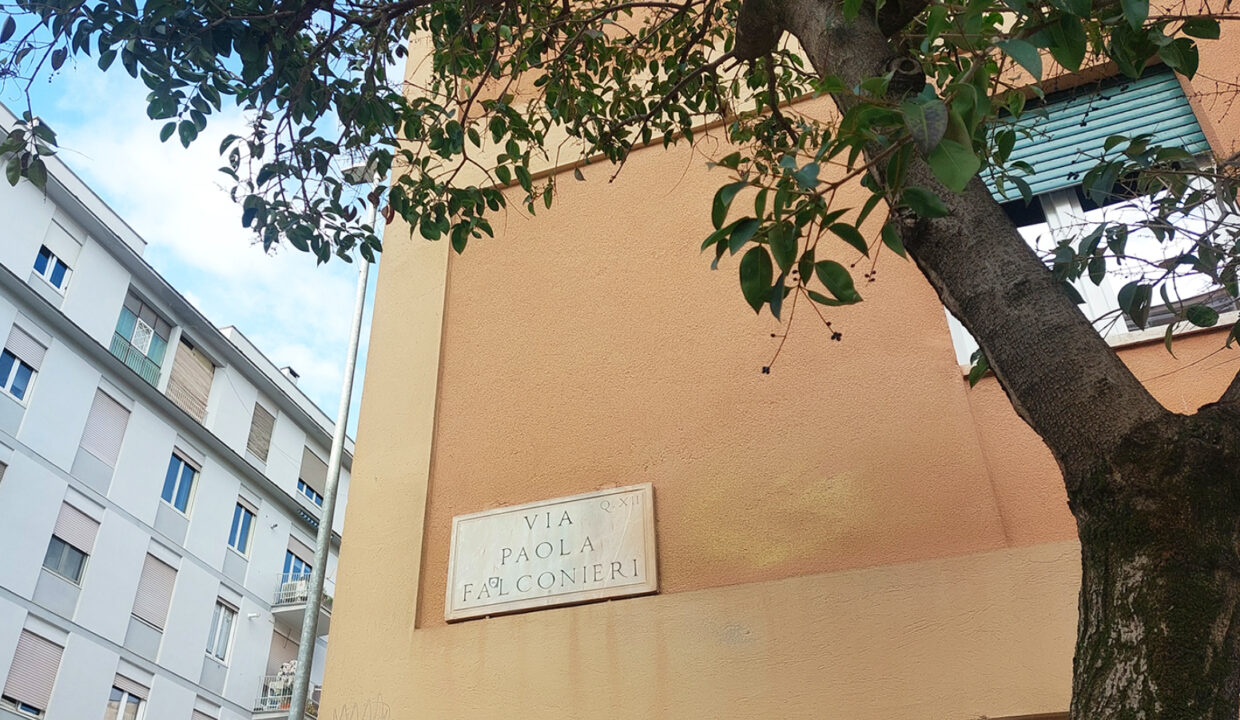 Q. XII
VIA
PAOLA
FALCONIERI